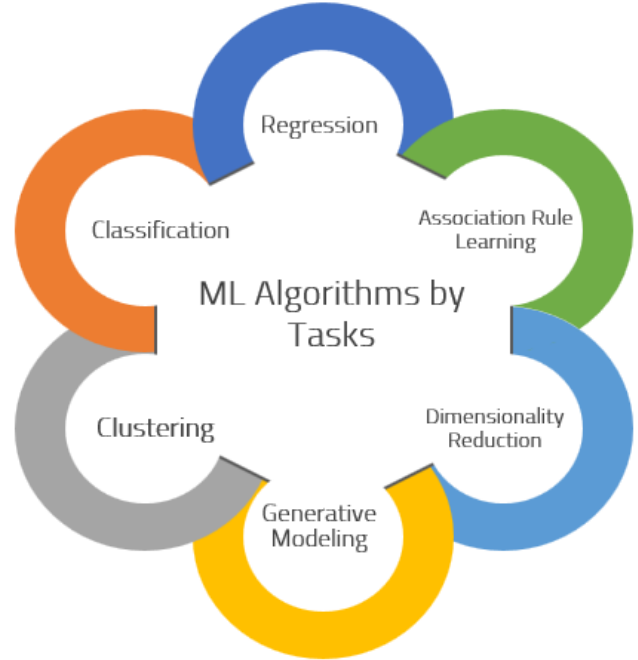 Regression
Association Rule
Learning
Classification
ML Algorithms by
Tasks
Dimensionality
Reduction
Clustering
Generative
Modeling